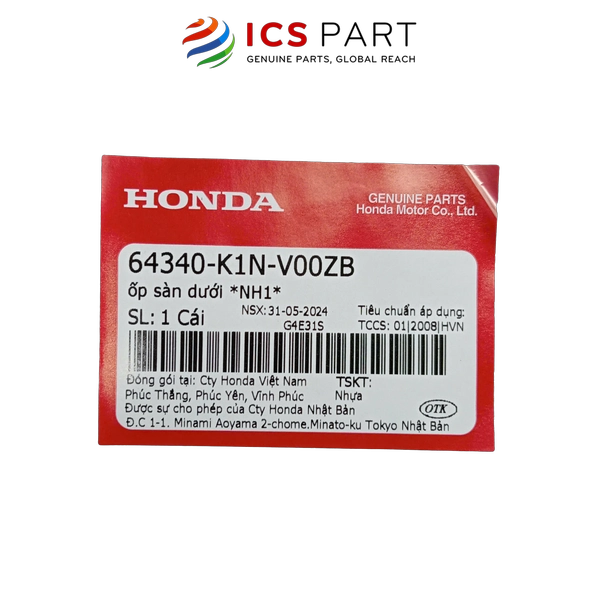 ICS PART
GENUINE PARTS, GLOBAL REACH
HONDA
GENUINE PARTS
Honda Motor Co., Ltd.
64340-K1N-V00ZB
ốp sàn dưới *NH1*
NSX: 31-05-2024
Tiêu chuẩn áp dụng:
SL: 1 Cái
G4E31S
TCCS: 01|2008|HVN
Đóng gói tại: Cty Honda Việt Nam
TSKT:
Phúc Thắng, Phúc Yên, Vĩnh Phúc
Nhựa
Được sự cho phép của Cty Honda Nhật Bản
OTK
Đ.C 1-1. Minami Aoyama 2-chome.Minato-ku Tokyo Nhật Bản